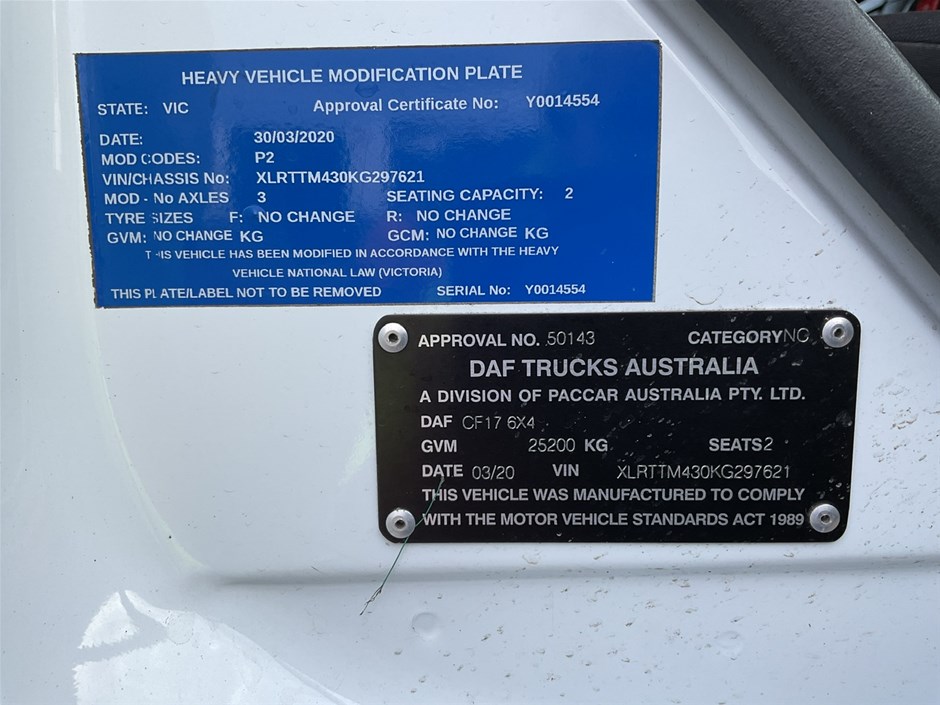 HEAVY VEHICLE MODIFICATION PLATE
STATE: VIC Approval Certificate No: Y0014554
DATE: 30/03/2020
MOD CODES: P2
VIN/CHASSIS No: XLRTTM430KG297621
MOD - No AXLES 3 SEATING CAPACITY: 2
TYRE SIZES F: NO CHANGE R: NO CHANGE
GVM: NO CHANGE KG GCM: NO CHANGE KG
THIS VEHICLE HAS BEEN MODIFIED IN ACCORDANCE WITH THE HEAVY
VEHICLE NATIONAL LAW (VICTORIA)
THIS PLATE/LABEL NOT TO BE REMOVED SERIAL No: Y0014554
APPROVAL NO. 50143 CATEGORY NC
DAF TRUCKS AUSTRALIA
A DIVISION OF PACCAR AUSTRALIA PTY. LTD.
DAF CF17 6X4
GVM 25200 KG SEATS 2
DATE 03/20 VIN XLRTTM430KG297621
THIS VEHICLE WAS MANUFACTURED TO COMPLY
WITH THE MOTOR VEHICLE STANDARDS ACT 1989